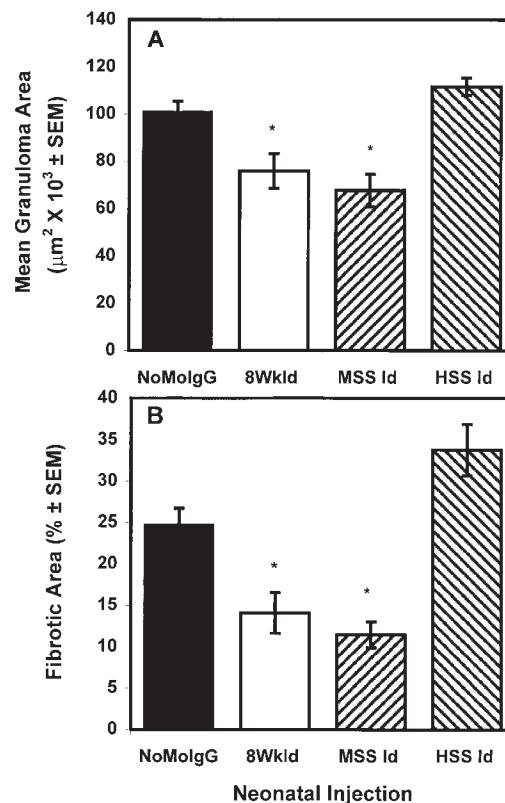 A
Mean Granuloma Area
(µm² X 10³ ± SEM)
140
120
100
80
60
40
20
0
*
*
NoMoIgG 8WkId MSS Id HSS Id
B
Fibrotic Area (% ± SEM)
40
35
30
25
20
15
10
5
0
*
*
NoMoIgG 8WkId MSS Id HSS Id
Neonatal Injection